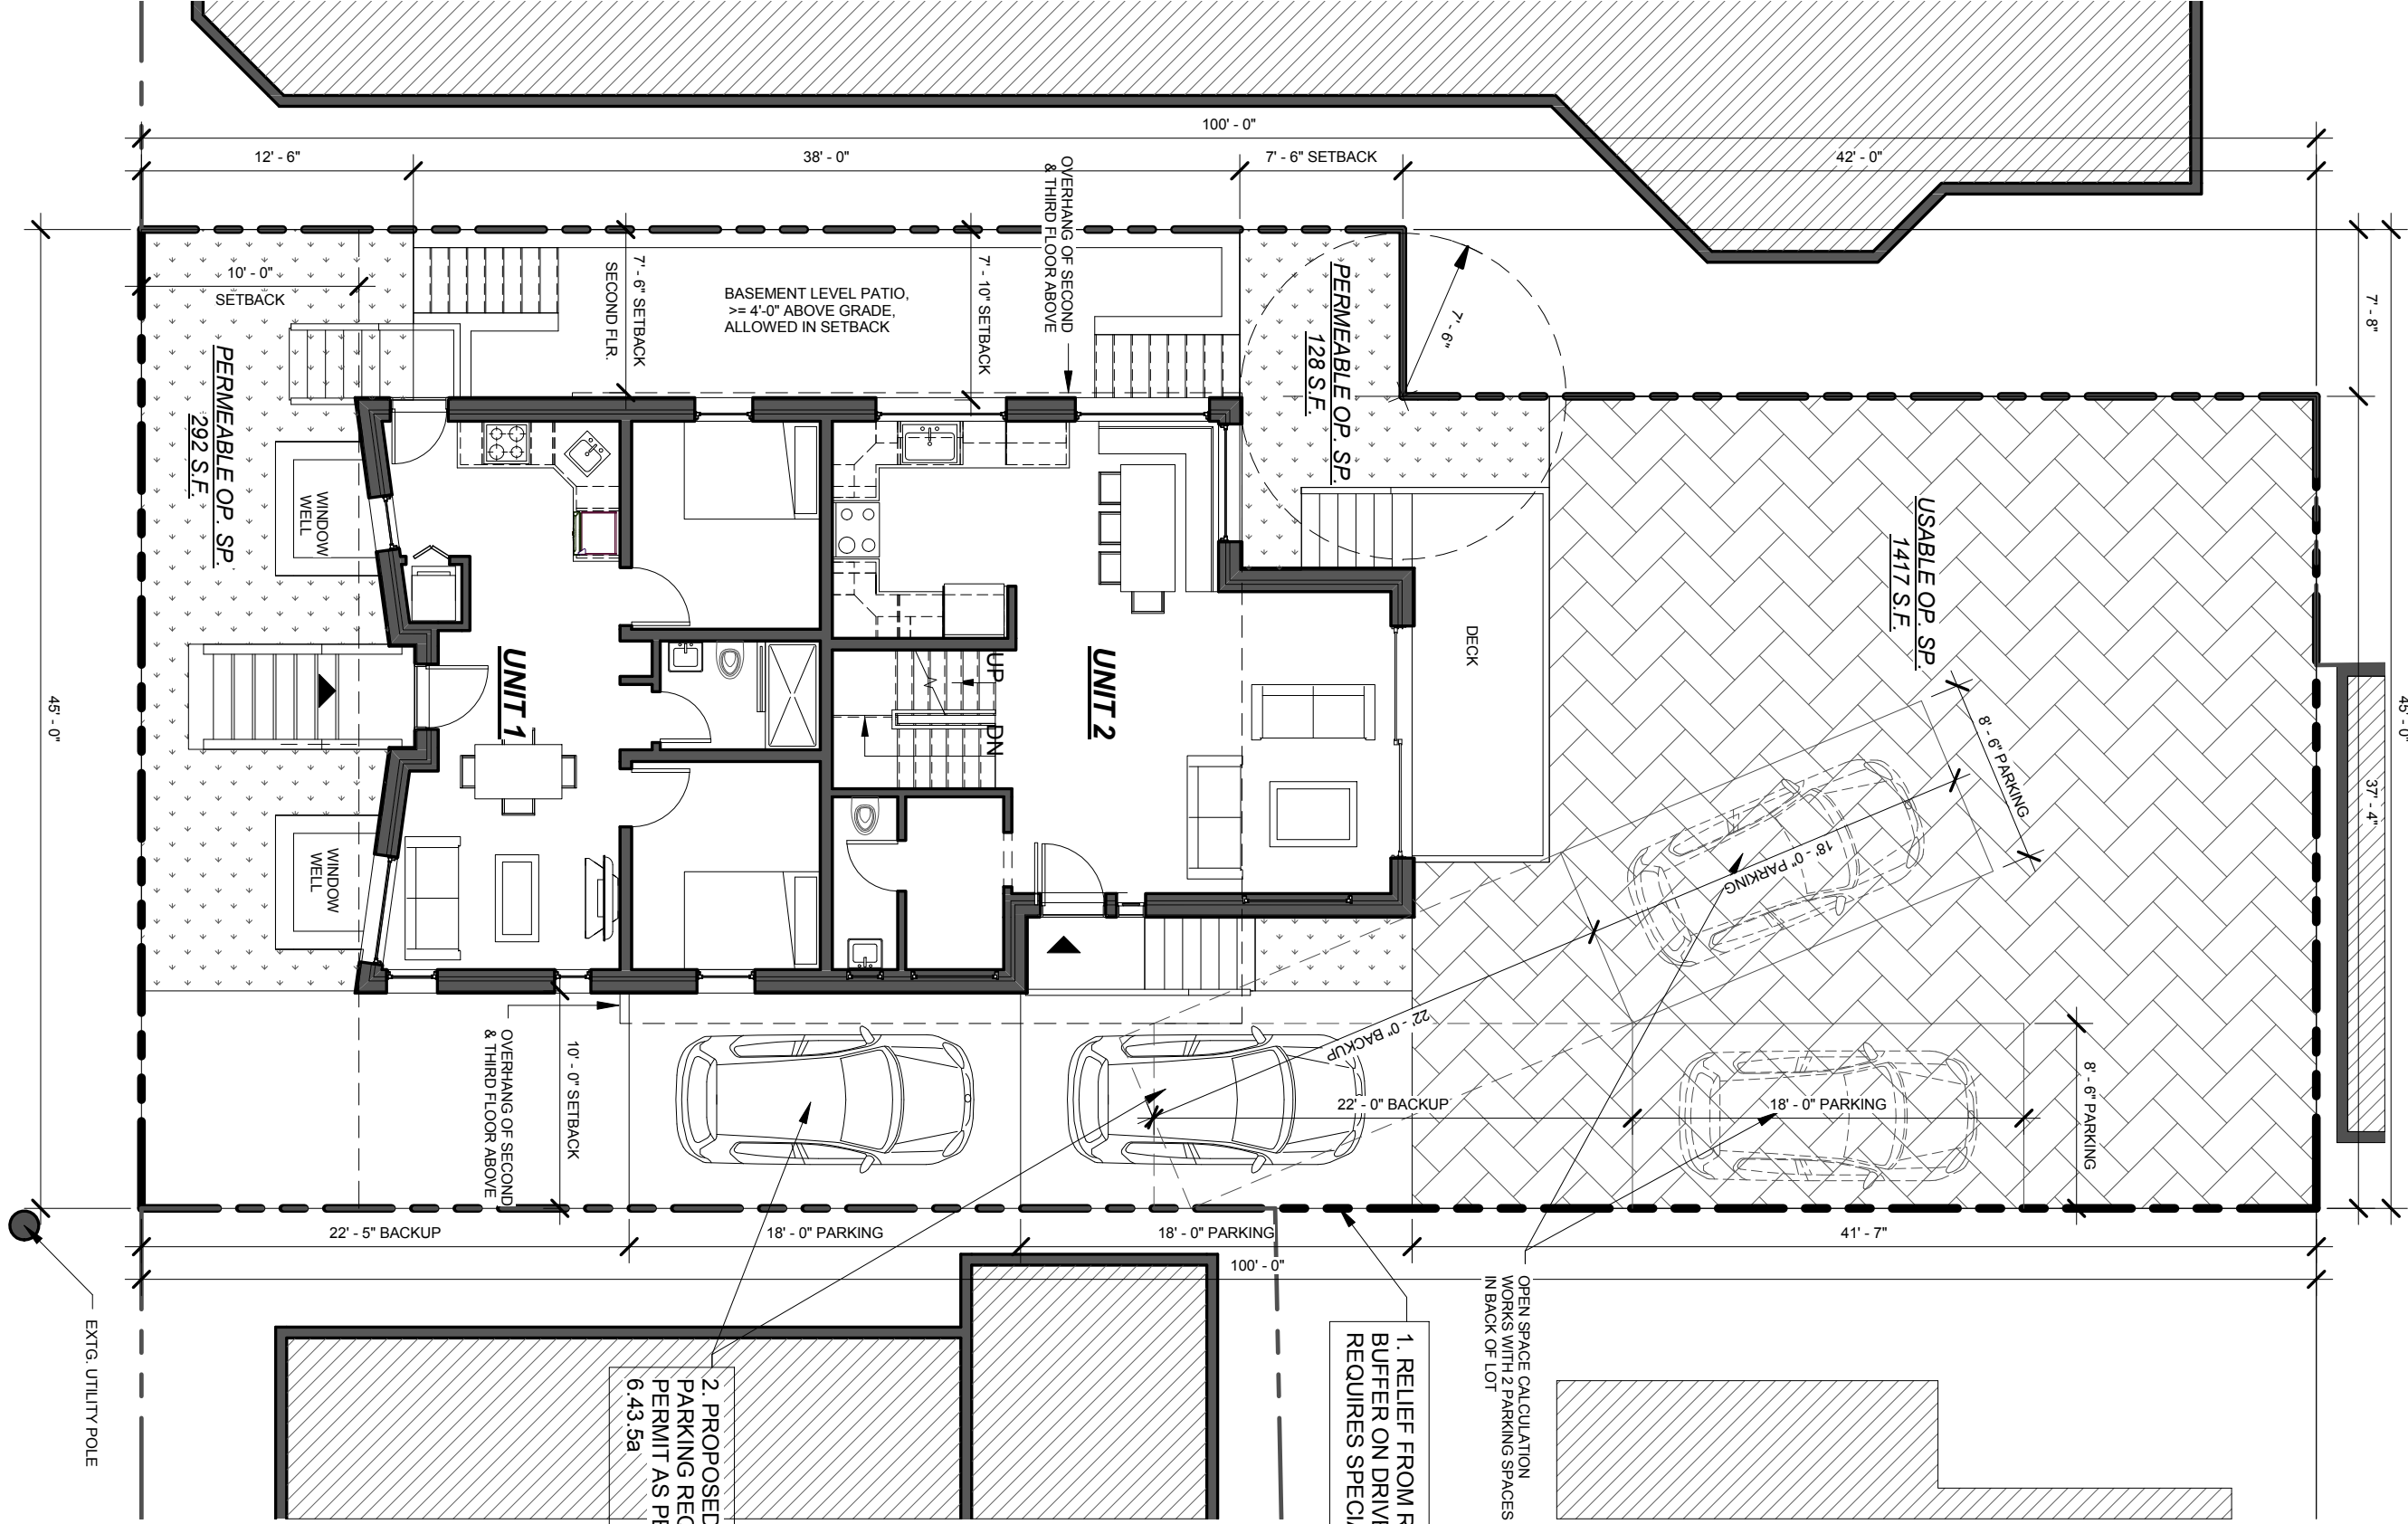 100' - 0"
12' - 6"
38' - 0"
7' - 6" SETBACK
42' - 0"
OVERHANG OF SECOND
& THIRD FLOOR ABOVE
10' - 0"
SETBACK
7' - 6" SETBACK
SECOND FLR.
BASEMENT LEVEL PATIO,
>= 4'-0" ABOVE GRADE,
ALLOWED IN SETBACK
7' - 10" SETBACK
PERMEABLE OP. SP.
128 S.F.
7' - 6"
7' - 8"
PERMEABLE OP. SP.
292 S.F.
WINDOW
WELL
USABLE OP. SP.
1417 S.F.
UNIT 1
UP
DN
UNIT 2
DECK
45' - 0"
45' - 0"
37' - 4"
8' - 6" PARKING
18' - 0" PARKING
WINDOW
WELL
22' - 0" BACKUP
OVERHANG OF SECOND
& THIRD FLOOR ABOVE
10' - 0" SETBACK
22' - 0" BACKUP
18' - 0" PARKING
8' - 6" PARKING
22' - 5" BACKUP
18' - 0" PARKING
18' - 0" PARKING
41' - 7"
100' - 0"
EXTG. UTILITY POLE
2. PROPOSED
PARKING REC
PERMIT AS PE
6.43.5a
1. RELIEF FROM R
BUFFER ON DRIVE
REQUIRES SPECIA
OPEN SPACE CALCULATION
WORKS WITH 2 PARKING SPACES
IN BACK OF LOT